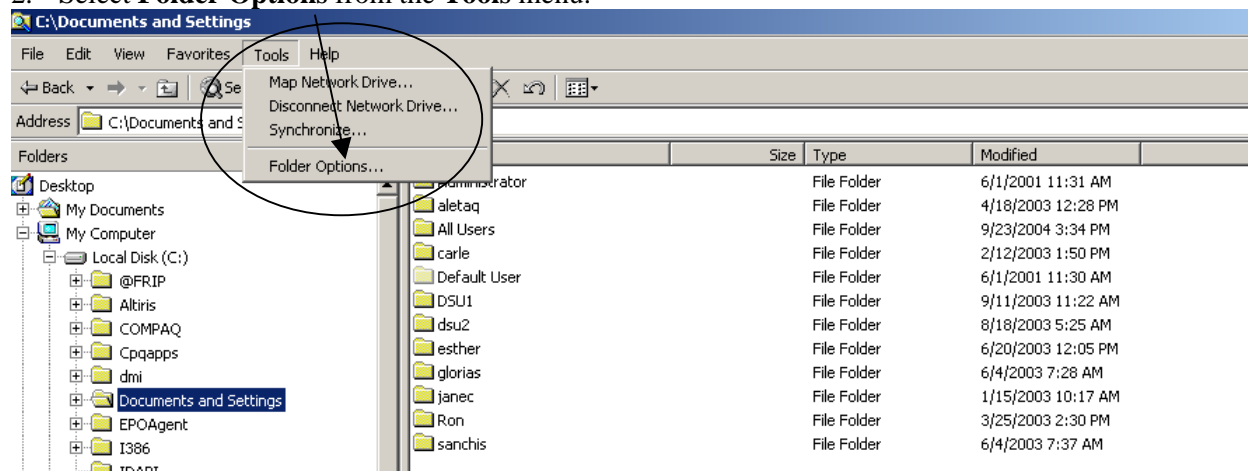 2. Select Folder Options from the Tools menu.
C:\Documents and Settings
File Edit View Favorites Tools Help
Back Se
Map Network Drive...
Disconnect Network Drive...
Synchronize...
Folder Options...
Address C:\Documents and S
Folders Size Type Modified
Desktop
My Documents
My Computer
Local Disk (C:)
@FRIP
Altiris
COMPAQ
Cpqapps
dmi
Documents and Settings
EPOAgent
I386
IDAPI
Administrator File Folder 6/1/2001 11:31 AM
aletaq File Folder 4/18/2003 12:28 PM
All Users File Folder 9/23/2004 3:34 PM
carle File Folder 2/12/2003 1:50 PM
Default User File Folder 6/1/2001 11:30 AM
DSU1 File Folder 9/11/2003 11:22 AM
dsu2 File Folder 8/18/2003 5:25 AM
esther File Folder 6/20/2003 12:05 PM
glorias File Folder 6/4/2003 7:28 AM
janec File Folder 1/15/2003 10:17 AM
Ron File Folder 3/25/2003 2:30 PM
sanchis File Folder 6/4/2003 7:37 AM